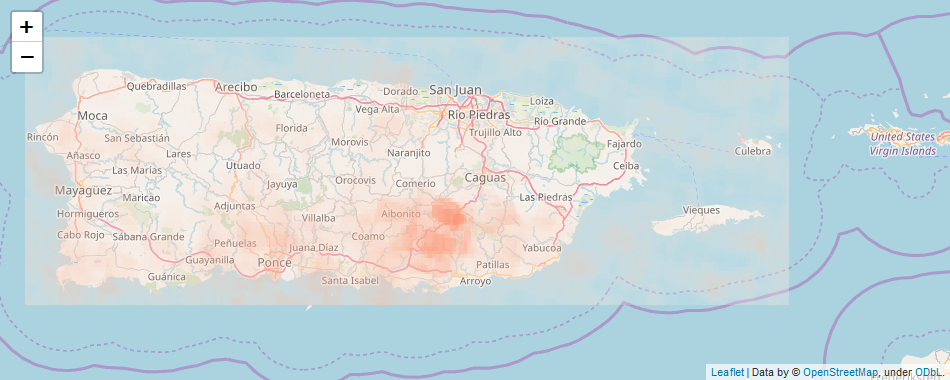 +
−
Quebradillas
Arecibo
Barceloneta
Dorado
San Juan
Loíza
Moca
Vega Alta
Río Piedras
Río Grande
Florida
Trujillo Alto
Rincón
San Sebastián
Morovis
Fajardo
United States
Virgin Islands
Añasco
Lares
Naranjito
Culebra
Las Marías
Utuado
Ceiba
Mayagüez
Jayuya
Orocovis
Comerío
Caguas
Maricao
Las Piedras
Hormigueros
Adjuntas
Villalba
Aibonito
Vieques
Cabo Rojo
Sábana Grande
Peñuelas
Juana Díaz
Coamo
Yabucoa
Guayanilla
Ponce
Patillas
Guánica
Santa Isabel
Arroyo
Leaflet | Data by © OpenStreetMap, under ODbL.